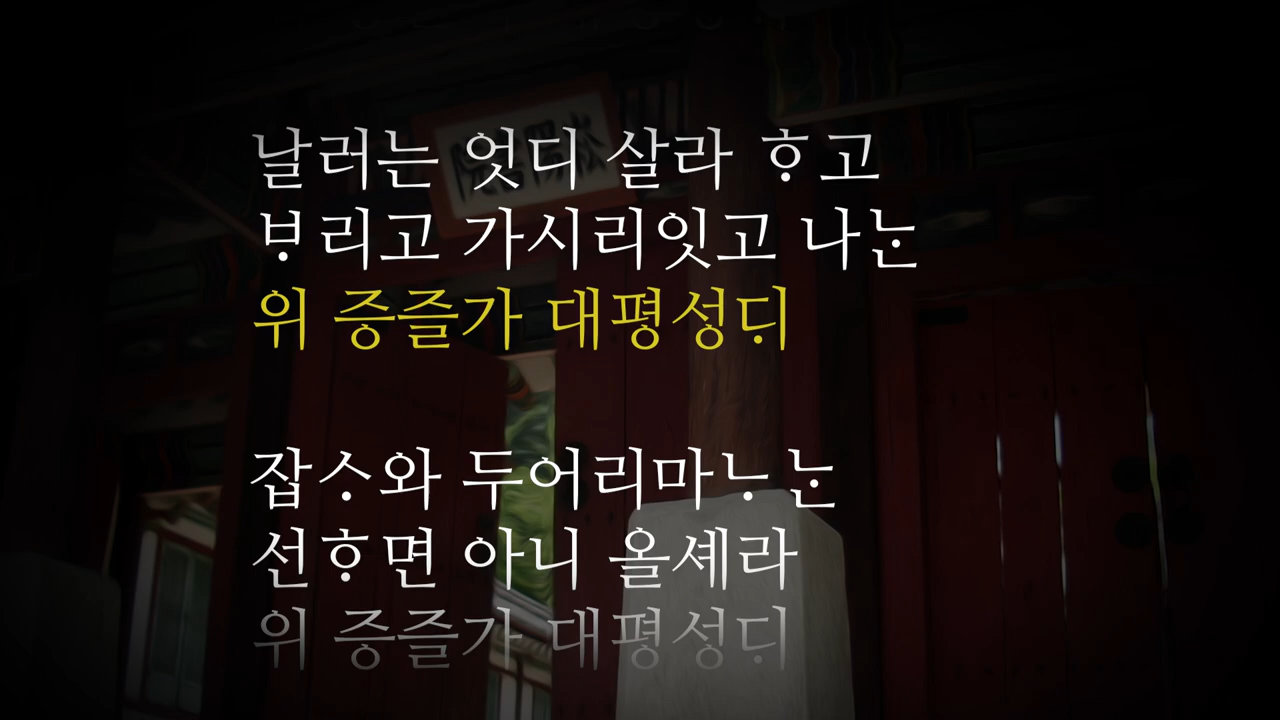 날러는 엇디 살라 ᄒᆞ고
ᄇᆞ리고 가시리잇고 나ᄂᆞᆫ
위 증즐가 대평셩ᄃᆡ
잡ᄉᆞ와 두어리마ᄂᆞᄂᆞᆫ
선ᄒᆞ면 아니 올셰라
위 증즐가 대평셩ᄃᆡ